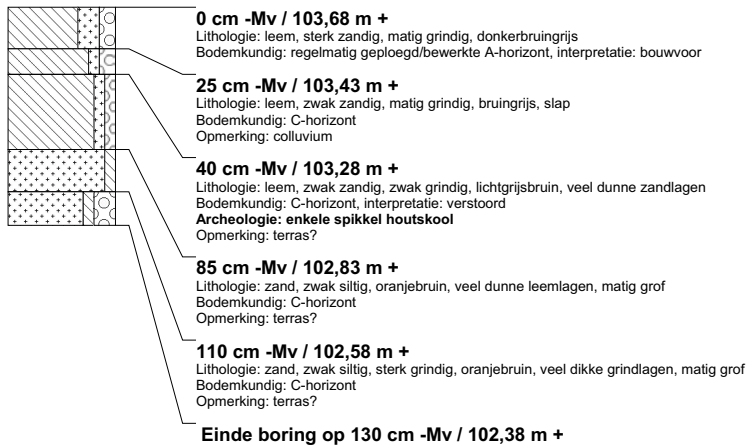 0 cm -Mv / 103,68 m +
Lithologie: leem, sterk zandig, matig grindig, donkerbruingrijs
Bodemkundig: regelmatig geploegd/bewerkte A-horizont, interpretatie: bouwvoor
25 cm -Mv / 103,43 m +
Lithologie: leem, zwak zandig, matig grindig, bruingrijs, slap
Bodemkundig: C-horizont
Opmerking: colluvium
40 cm -Mv / 103,28 m +
Lithologie: leem, zwak zandig, zwak grindig, lichtgrijsbruin, veel dunne zandlagen
Bodemkundig: C-horizont, interpretatie: verstoord
Archeologie: enkele spikkel houtskool
Opmerking: terras?
85 cm -Mv / 102,83 m +
Lithologie: zand, zwak siltig, oranjebruin, veel dunne leemlagen, matig grof
Bodemkundig: C-horizont
Opmerking: terras?
110 cm -Mv / 102,58 m +
Lithologie: zand, zwak siltig, sterk grindig, oranjebruin, veel dikke grindlagen, matig grof
Bodemkundig: C-horizont
Opmerking: terras?
Einde boring op 130 cm -Mv / 102,38 m +